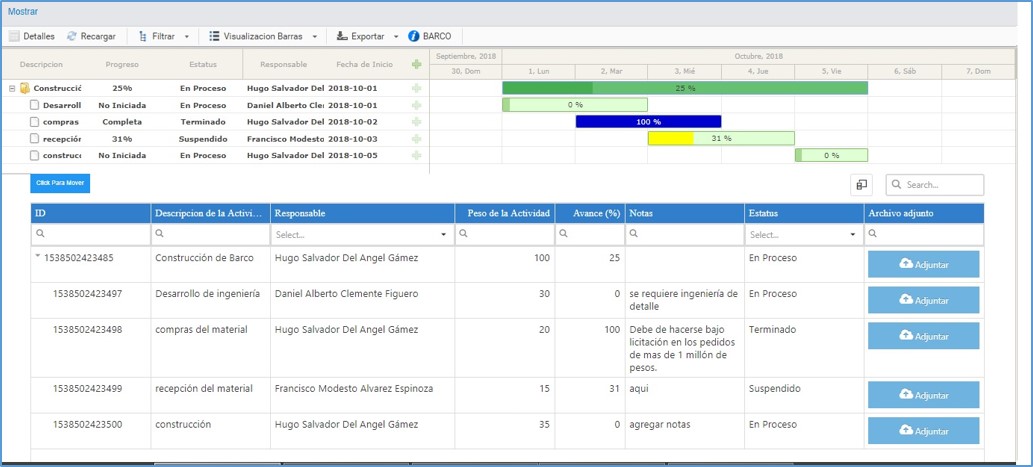 Mostrar
Detalles Recargar Filtrar Visualizacion Barras Exportar BARCO
Septiembre, 2018 Octubre, 2018
Descripcion Progreso Estatus Responsable Fecha de Inicio
30, Dom 1, Lun 2, Mar 3, Mié 4, Jue 5, Vie 6, Sáb 7, Dom
Construcció 25% En Proceso Hugo Salvador Del 2018-10-01 25 %
Desarroll No Iniciada En Proceso Daniel Alberto Cle 2018-10-01 0 %
compras Completa Terminado Hugo Salvador Del 2018-10-02 100 %
recepción 31% Suspendido Francisco Modesto 2018-10-03 31 %
construcc No Iniciada En Proceso Hugo Salvador Del 2018-10-05 0 %
Click Para Mover Search...
ID Descripcion de la Activi... Responsable Peso de la Actividad Avance (%) Notas Estatus Archivo adjunto
Select... Select...
1538502423485 Construcción de Barco Hugo Salvador Del Angel Gámez 100 25 En Proceso Adjuntar
1538502423497 Desarrollo de ingeniería Daniel Alberto Clemente Figuero 30 0 se requiere ingeniería de En Proceso Adjuntar
detalle
1538502423498 compras del material Hugo Salvador Del Angel Gámez 20 100 Debe de hacerse bajo Terminado Adjuntar
licitación en los pedidos
de mas de 1 millón de
pesos.
1538502423499 recepción del material Francisco Modesto Alvarez Espinoza 15 31 aqui Suspendido Adjuntar
1538502423500 construcción Hugo Salvador Del Angel Gámez 35 0 agregar notas En Proceso Adjuntar